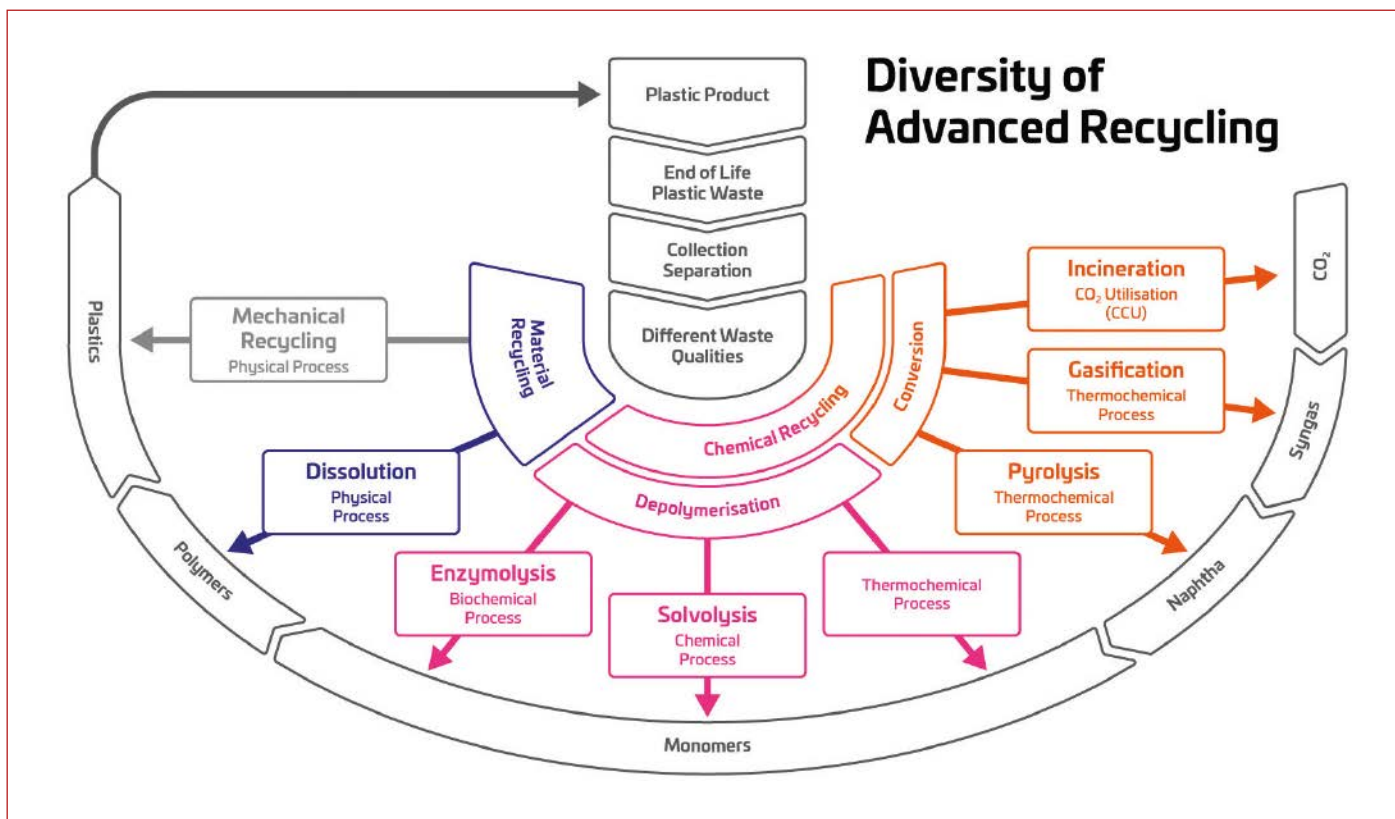 Diversity of
Advanced Recycling
Plastic Product
End of Life
Plastic Waste
Collection
Separation
Different Waste
Qualities
Material
Recycling
Chemical Recycling
Conversion
Depolymerisation
Mechanical
Recycling
Physical Process
Dissolution
Physical
Process
Enzymolysis
Biochemical
Process
Solvolysis
Chemical
Process
Thermochemical
Process
Pyrolysis
Thermochemical
Process
Gasification
Thermochemical
Process
Incineration
CO₂ Utilisation
(CCU)
CO₂
Syngas
Naphtha
Monomers
Polymers
Plastics